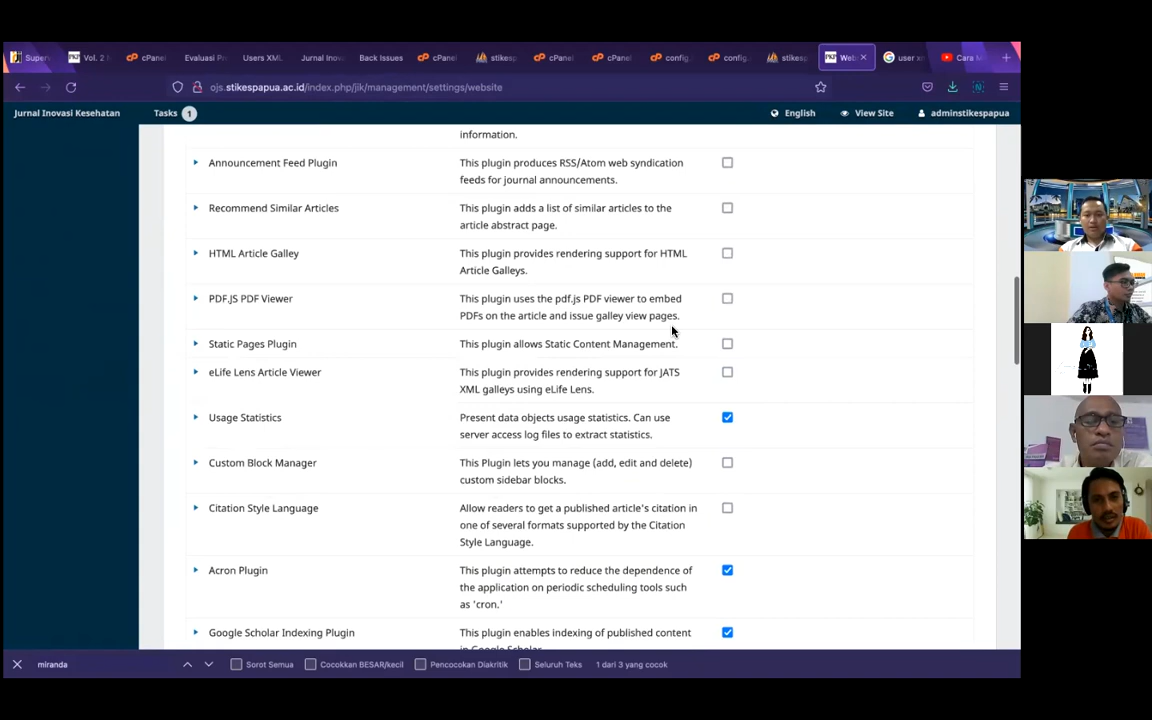 Super
Vol. 2
cPanel
Evaluasi Pr
Users XML
Jurnal Inov
Back Issues
cPanel
stikesp
cPanel
cPanel
config.
config.
stikesp
Web
user x
Cara M
ojs.stikespapua.ac.id/index.php/jik/management/settings/website
Jurnal Inovasi Kesehatan Tasks 1 English View Site adminstikespapua
information.
Announcement Feed Plugin This plugin produces RSS/Atom web syndication
feeds for journal announcements.
Recommend Similar Articles This plugin adds a list of similar articles to the
article abstract page.
HTML Article Galley This plugin provides rendering support for HTML
Article Galleys.
PDF.JS PDF Viewer This plugin uses the pdf.js PDF viewer to embed
PDFs on the article and issue galley view pages.
Static Pages Plugin This plugin allows Static Content Management.
eLife Lens Article Viewer This plugin provides rendering support for JATS
XML galleys using eLife Lens.
Usage Statistics Present data objects usage statistics. Can use
server access log files to extract statistics.
Custom Block Manager This Plugin lets you manage (add, edit and delete)
custom sidebar blocks.
Citation Style Language Allow readers to get a published article's citation in
one of several formats supported by the Citation
Style Language.
Acron Plugin This plugin attempts to reduce the dependence of
the application on periodic scheduling tools such
as 'cron.'
Google Scholar Indexing Plugin This plugin enables indexing of published content
in Google Scholar.
miranda Sorot Semua Cocokkan BESAR/kecil Pencocokan Diakritik Seluruh Teks 1 dari 3 yang cocok